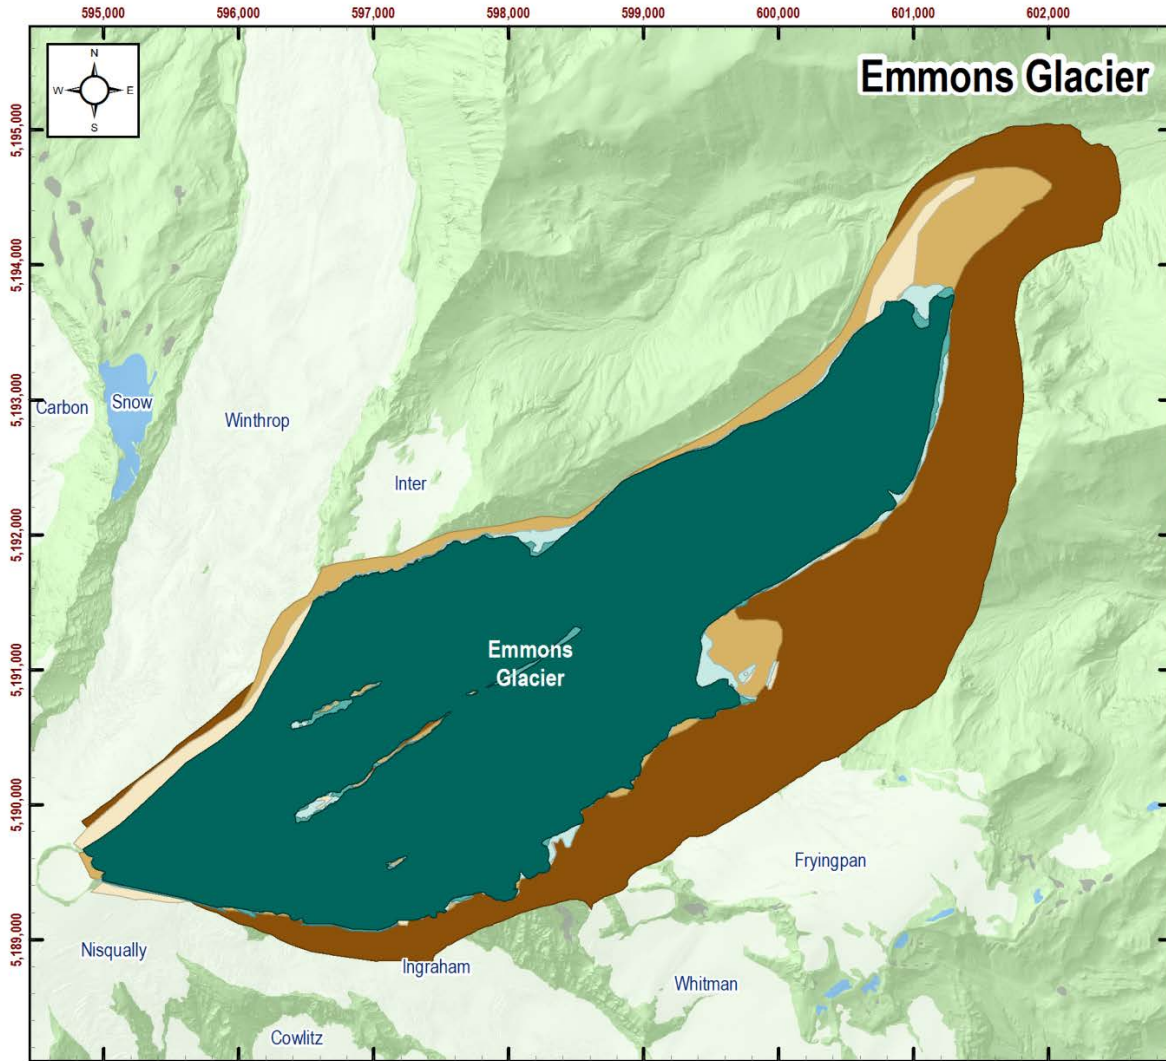 595,000 596,000 597,000 598,000 599,000 600,000 601,000 602,000
N
W E
S
Emmons Glacier
5,195,000
5,194,000
5,193,000
5,192,000
5,191,000
5,190,000
5,189,000
Carbon
Snow
Winthrop
Inter
Emmons
Glacier
Fryingpan
Nisqually
Ingraham
Whitman
Cowlitz